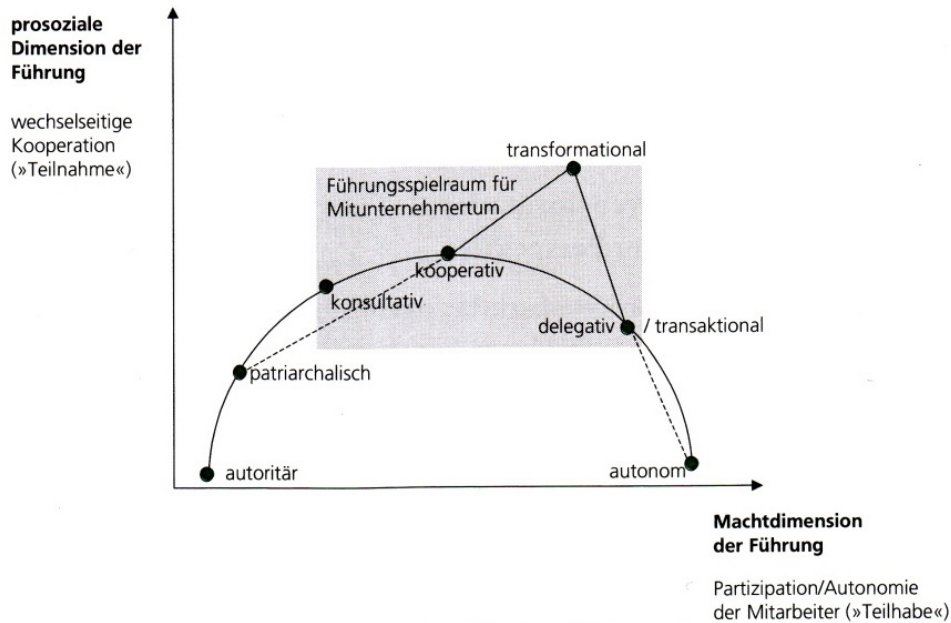 prosoziale
Dimension der
Führung
wechselseitige
Kooperation
(»Teilnahme«)
transformational
Führungsspielraum für
Mitunternehmertum
kooperativ
konsultativ
delegativ / transaktional
patriarchalisch
autoritär
autonom
Machtdimension
der Führung
Partizipation/Autonomie
der Mitarbeiter (»Teilhabe«)